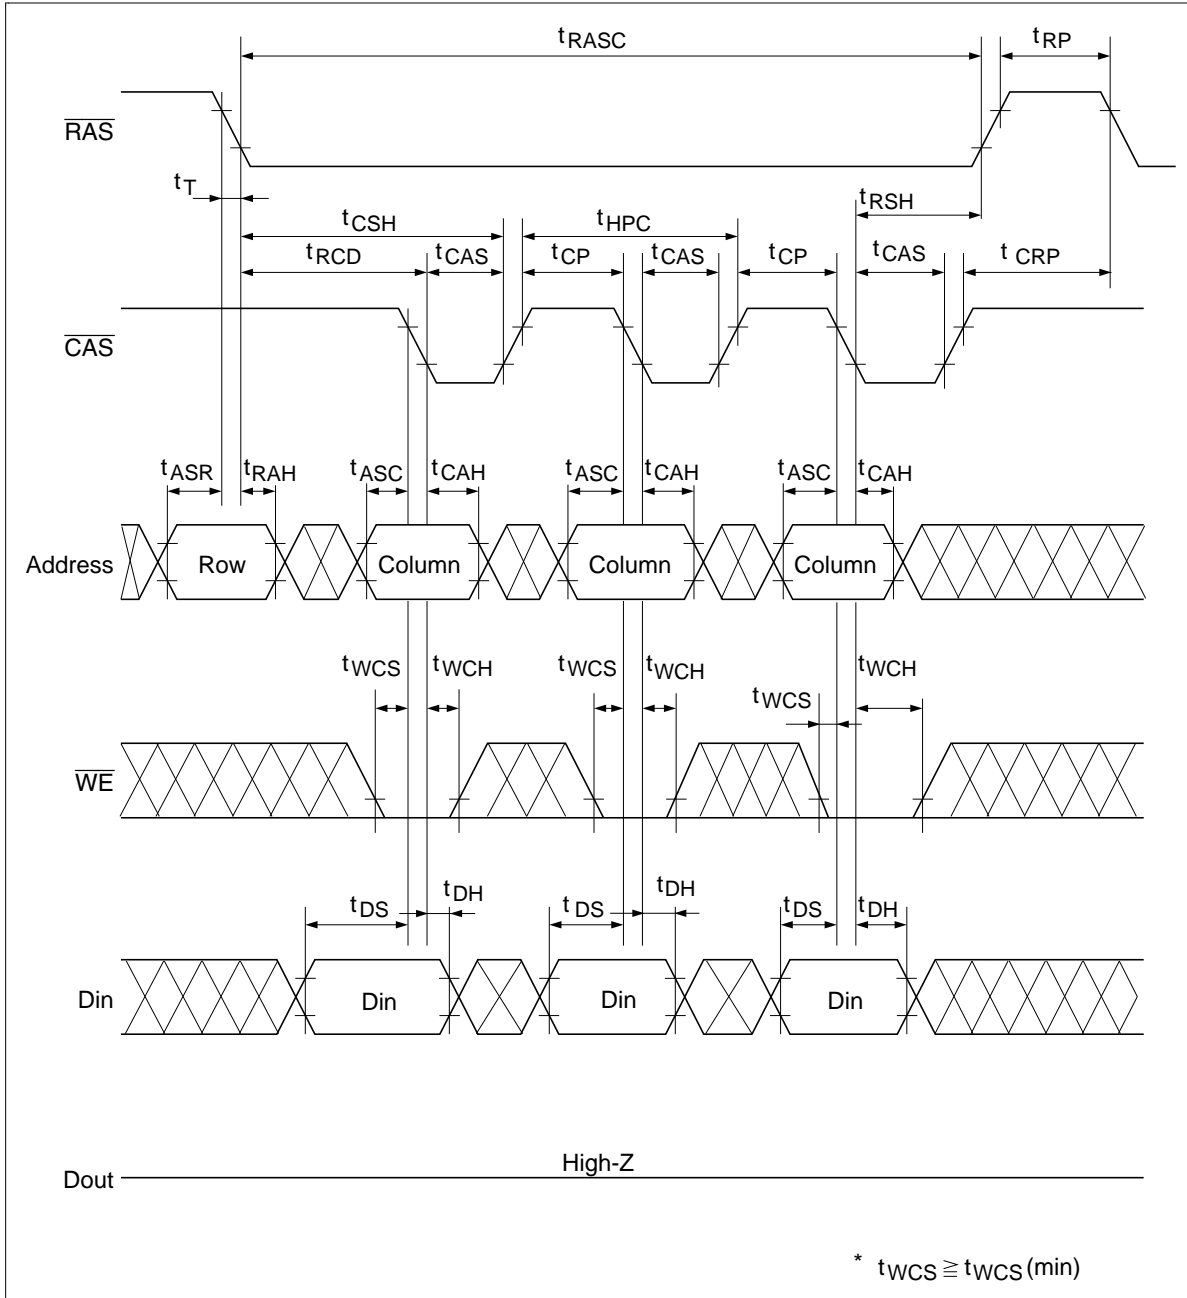 tRASC tRP
RAS
tT tRSH
tCSH tHPC
tRCD tCAS tCP tCAS tCP tCAS tCRP
CAS
tASR tRAH tASC tCAH tASC tCAH tASC tCAH
Address Row Column Column Column
tWCS tWCH tWCS tWCH tWCS tWCH
WE
tDS tDH tDS tDH tDS tDH
Din Din Din Din
High-Z
Dout
* tWCS ≧ tWCS (min)